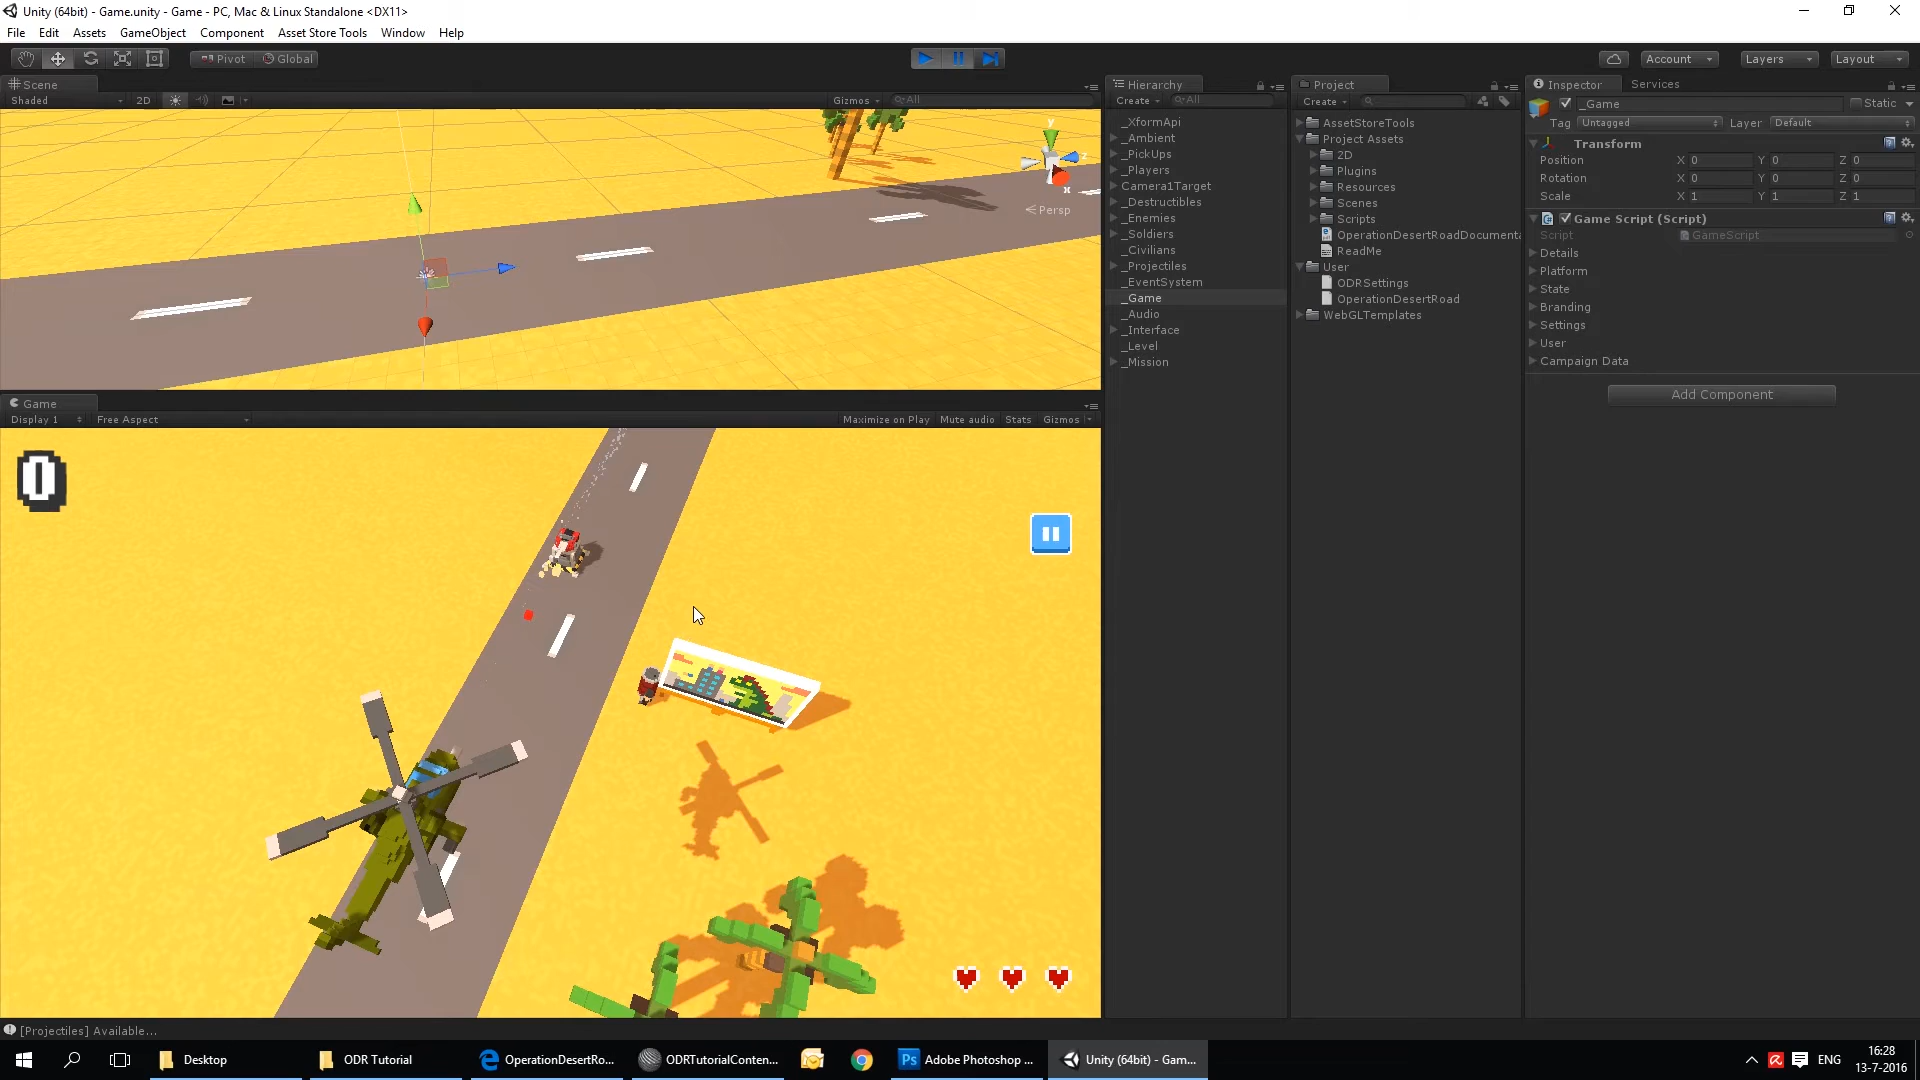 Unity (64bit) - Game.unity - Game - PC, Mac & Linux Standalone <DX11>
File Edit Assets GameObject Component Asset Store Tools Window Help
Pivot Global
Account Layers Layout
Scene
Shaded 2D Gizmos All
y
z
x
Persp
Hierarchy
Create All
_XformApi
_Ambient
_PickUps
_Players
Camera1Target
_Destructibles
_Enemies
_Soldiers
_Civilians
_Projectiles
_EventSystem
_Game
_Audio
_Interface
_Level
_Mission
Project
Create
AssetStoreTools
Project Assets
2D
Plugins
Resources
Scenes
Scripts
OperationDesertRoadDocumenta
ReadMe
User
ODRSettings
OperationDesertRoad
WebGLTemplates
Inspector Services
_Game Static
Tag Untagged Layer Default
Transform
Position X 0 Y 0 Z 0
Rotation X 0 Y 0 Z 0
Scale X 1 Y 1 Z 1
Game Script (Script)
Script GameScript
Details
Platform
State
Branding
Settings
User
Campaign Data
Add Component
Game
Display 1 Free Aspect Maximize on Play Mute audio Stats Gizmos
0
[Projectiles] Available...
Desktop ODR Tutorial OperationDesertRo... ODRTutorialConten... Ps Adobe Photoshop ... Unity (64bit) - Gam... ENG
16:28
13-7-2016